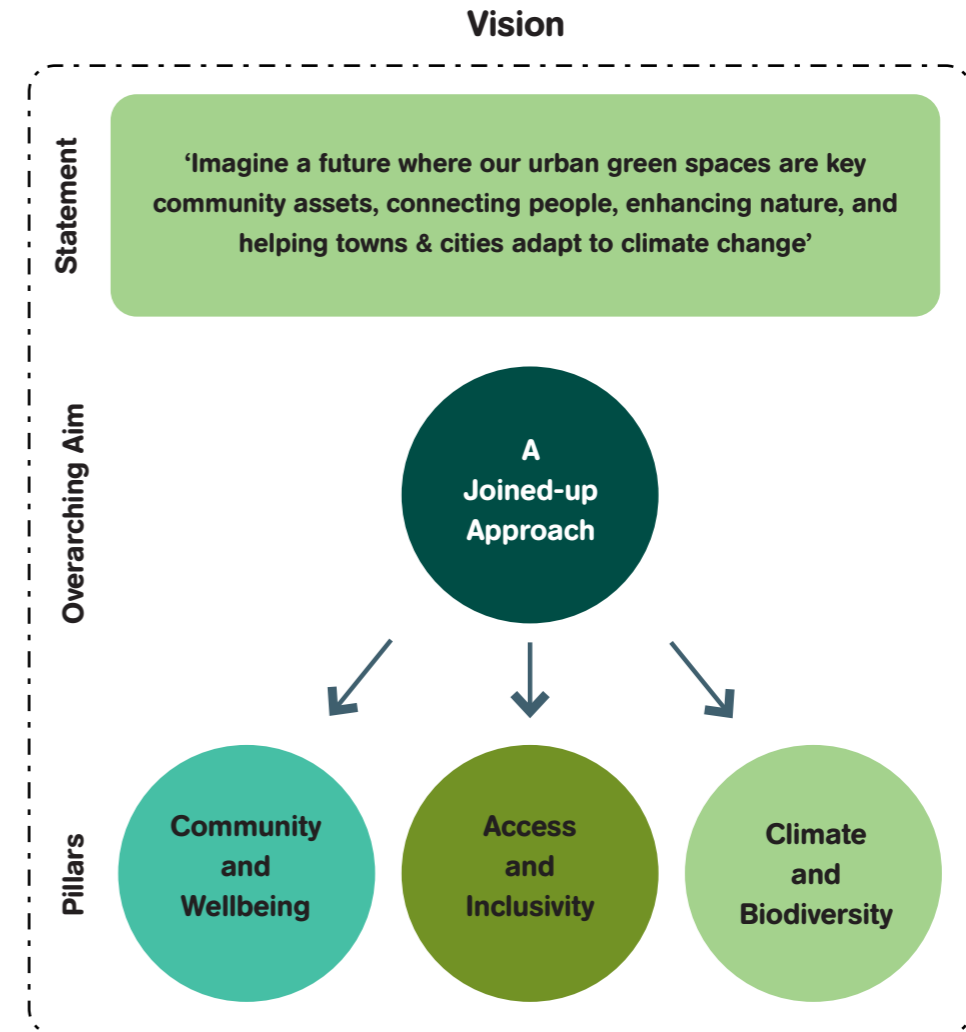 Vision
Statement
‘Imagine a future where our urban green spaces are key
community assets, connecting people, enhancing nature, and
helping towns & cities adapt to climate change’
Overarching Aim
A
Joined-up
Approach
Pillars
Community
and
Wellbeing
Access
and
Inclusivity
Climate
and
Biodiversity